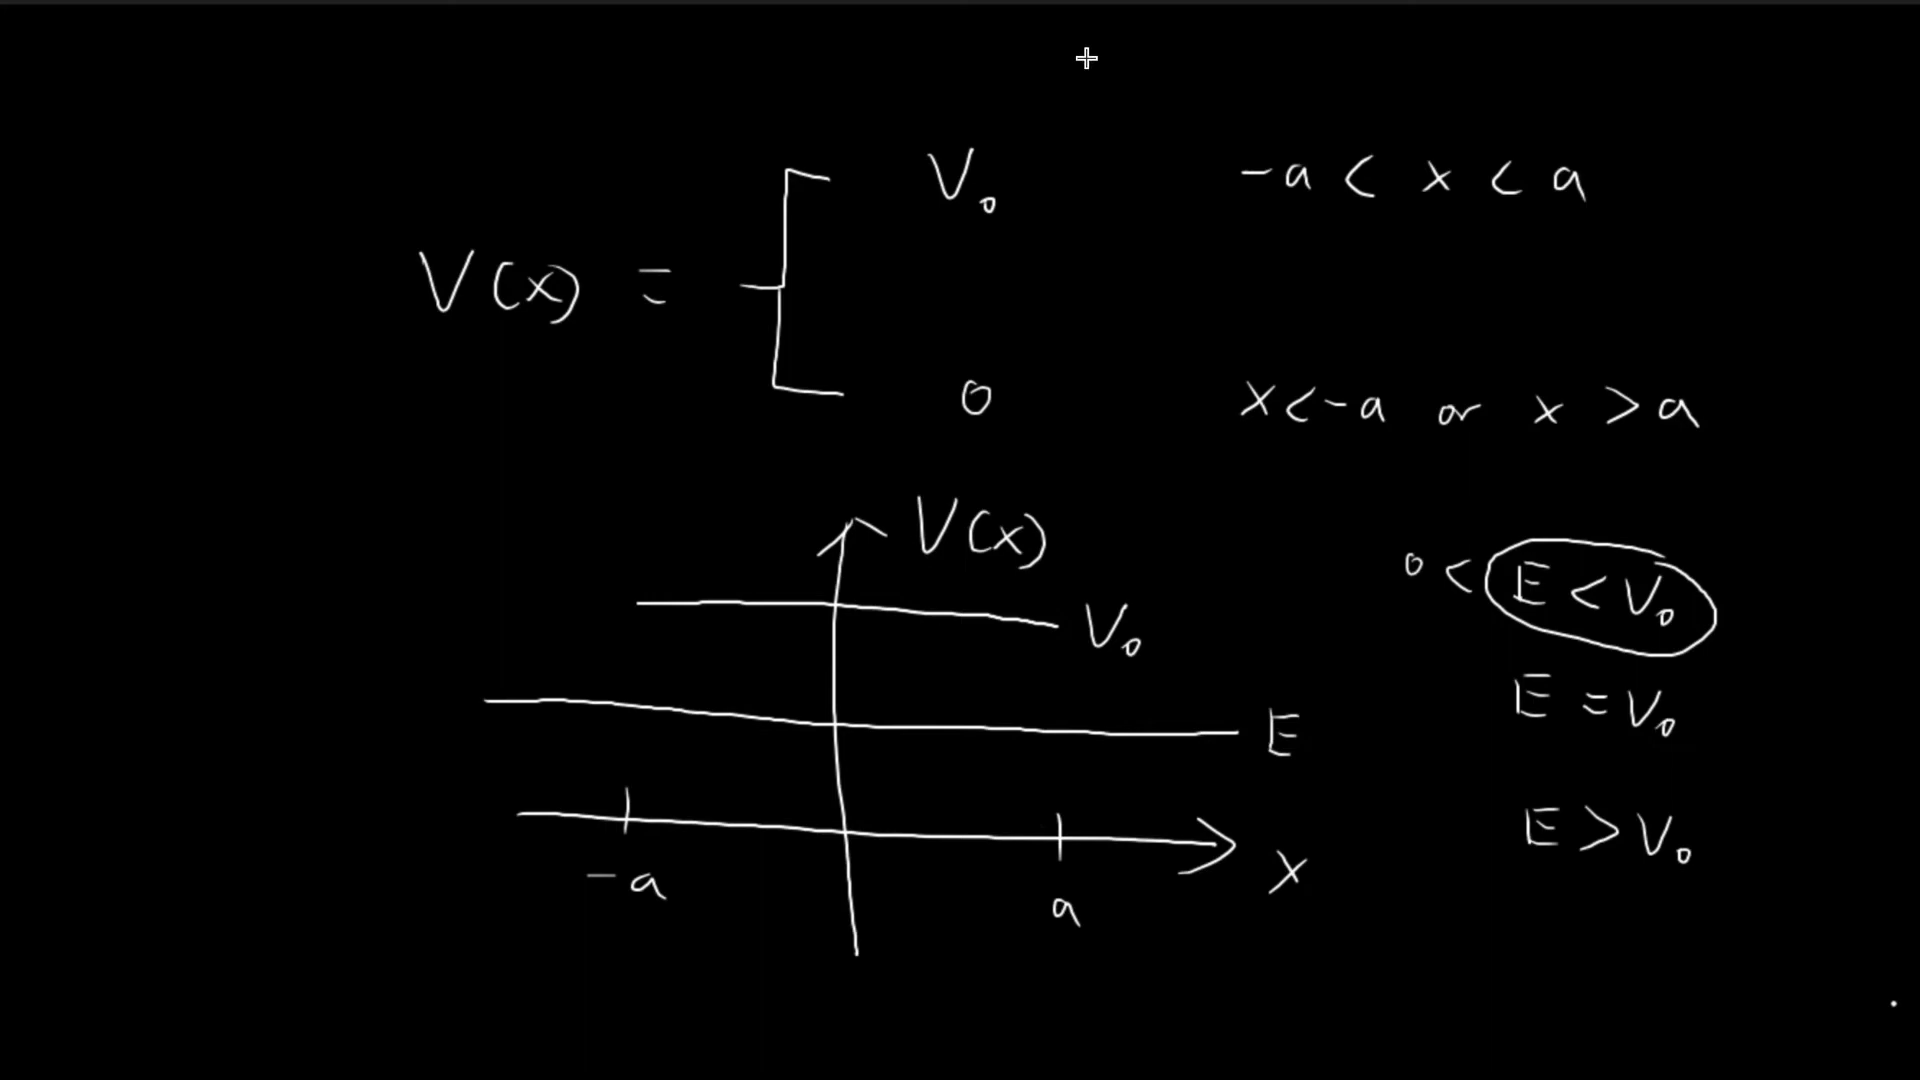 V₀ -a < x < a
V(x) =
0 x < -a or x > a
V(x)
0 < E < V₀
V₀
E = V₀
E
E > V₀
-a a x